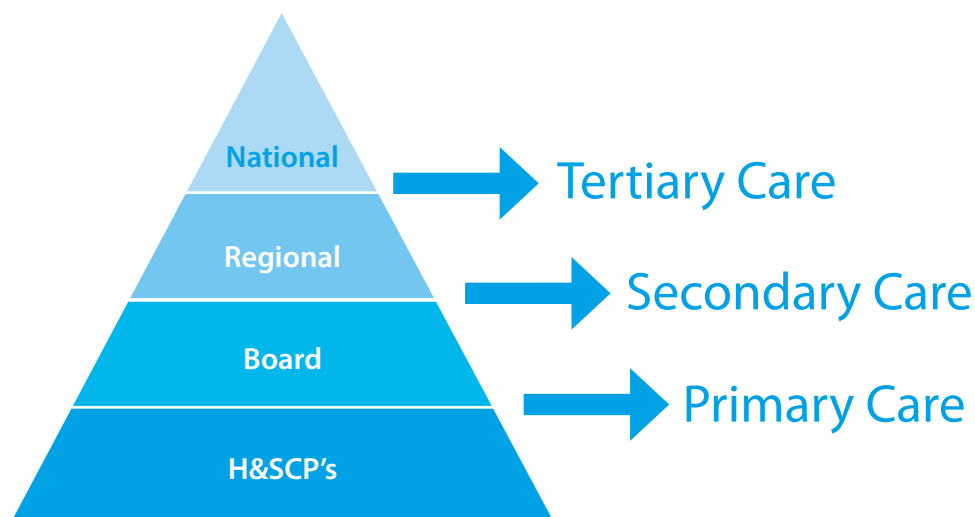 National
Tertiary Care
Regional
Secondary Care
Board
Primary Care
H&SCP’s